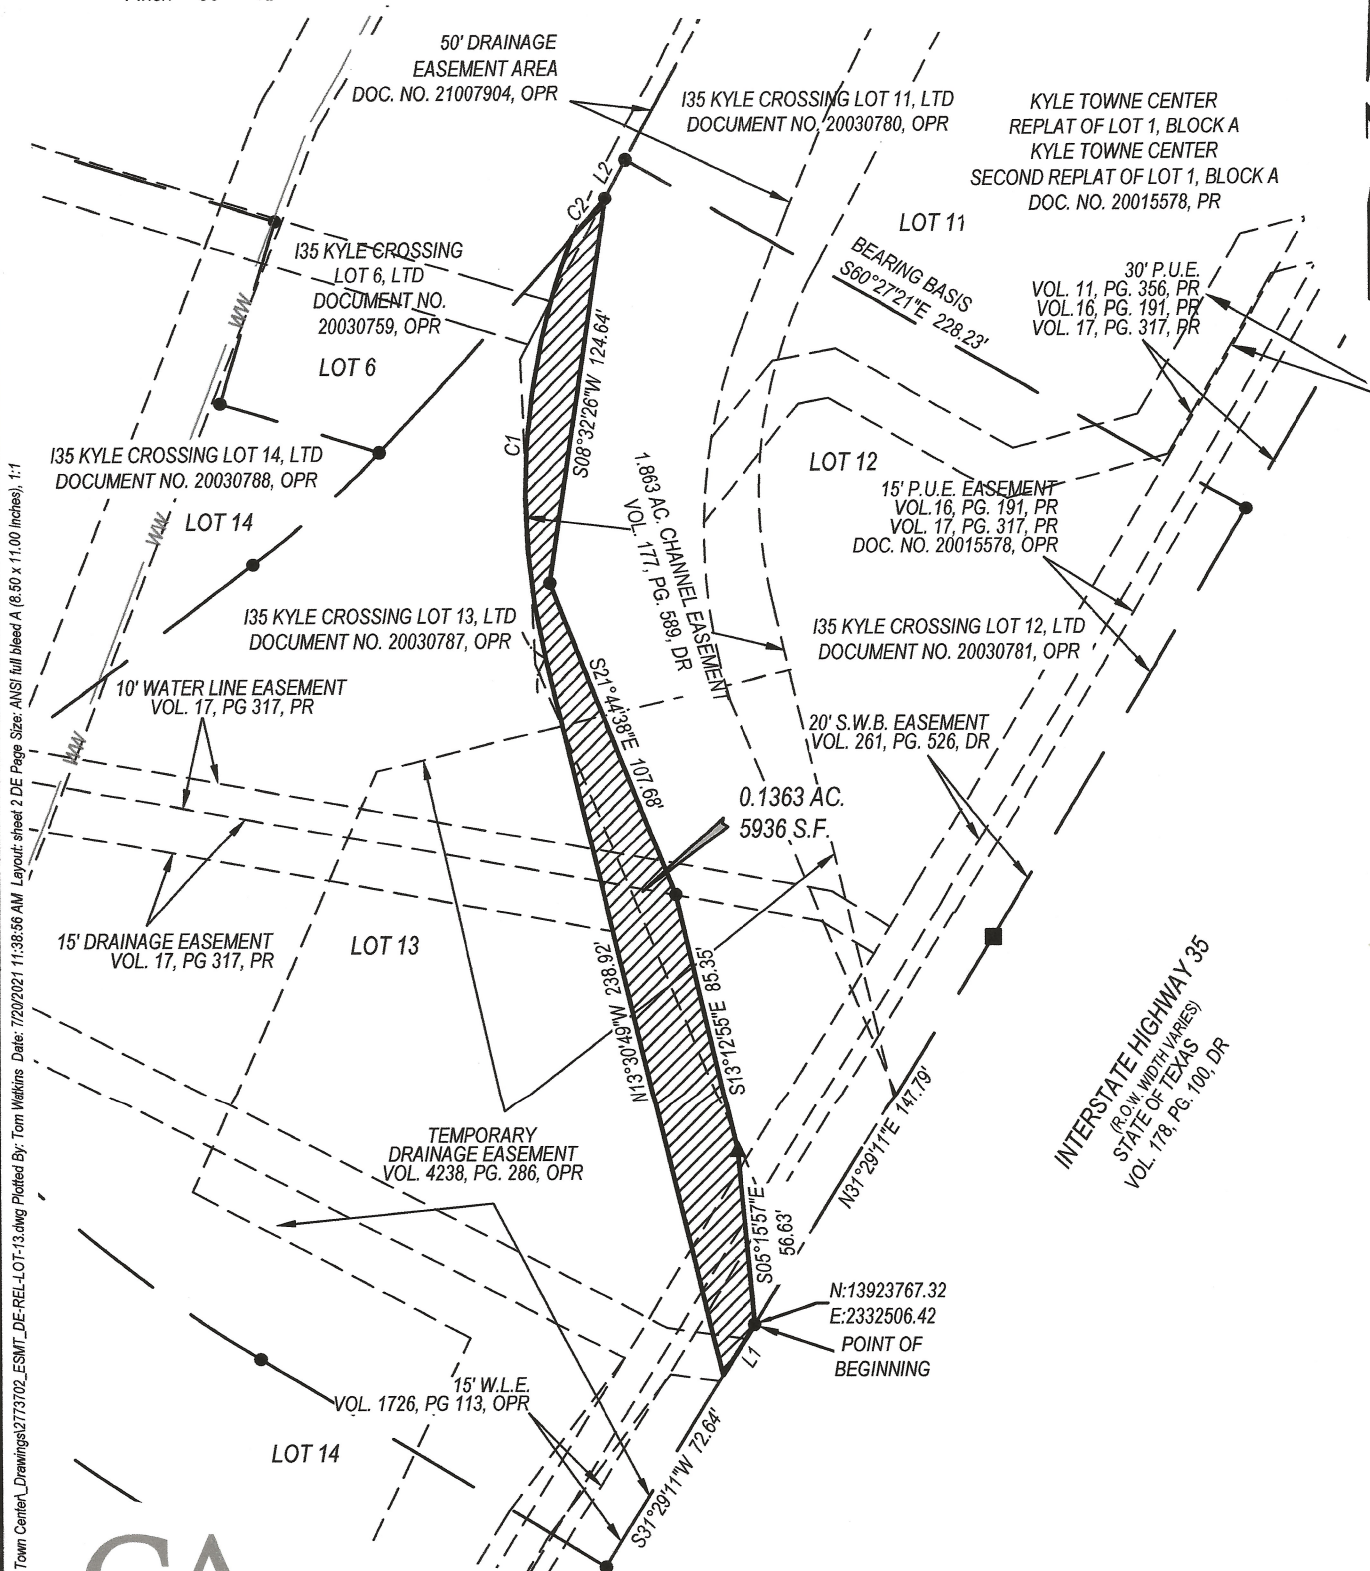 50' DRAINAGE
EASEMENT AREA
DOC. NO. 21007904, OPR
I35 KYLE CROSSING LOT 11, LTD
DOCUMENT NO. 20030780, OPR
KYLE TOWNE CENTER
REPLAT OF LOT 1, BLOCK A
KYLE TOWNE CENTER
SECOND REPLAT OF LOT 1, BLOCK A
DOC. NO. 20015578, PR
L2
C2
LOT 11
I35 KYLE CROSSING
LOT 6, LTD
DOCUMENT NO.
20030759, OPR
LOT 6
BEARING BASIS
S60°27'21"E 228.23'
30' P.U.E.
VOL. 11, PG. 356, PR
VOL.16, PG. 191, PR
VOL. 17, PG. 317, PR
WW
S08°32'26"W 124.64'
C1
I35 KYLE CROSSING LOT 14, LTD
DOCUMENT NO. 20030788, OPR
LOT 14
WW
1.863 AC. CHANNEL EASEMENT
VOL. 177, PG. 589, DR
LOT 12
15' P.U.E. EASEMENT
VOL.16, PG. 191, PR
VOL. 17, PG. 317, PR
DOC. NO. 20015578, OPR
I35 KYLE CROSSING LOT 13, LTD
DOCUMENT NO. 20030787, OPR
I35 KYLE CROSSING LOT 12, LTD
DOCUMENT NO. 20030781, OPR
10' WATER LINE EASEMENT
VOL. 17, PG 317, PR
WW
S21°44'38"E 107.68'
20' S.W.B. EASEMENT
VOL. 261, PG. 526, DR
0.1363 AC.
5936 S.F.
15' DRAINAGE EASEMENT
VOL. 17, PG 317, PR
LOT 13
N13°30'49"W 238.92'
S13°12'55"E 85.35'
INTERSTATE HIGHWAY 35
(R.O.W. WIDTH VARIES)
STATE OF TEXAS
VOL. 178, PG. 100, DR
N31°29'11"E 147.79'
TEMPORARY
DRAINAGE EASEMENT
VOL. 4238, PG. 286, OPR
S05°15'57"E
56.63'
N:13923767.32
E:2332506.42
POINT OF
BEGINNING
L1
15' W.L.E.
VOL. 1726, PG 113, OPR
S31°29'11"W 72.64'
LOT 14
Town Center\_Drawings\2773702_ESMT_DE-REL-LOT-13.dwg Plotted By: Tom Watkins Date: 7/20/2021 11:38:56 AM Layout: sheet 2 DE Page Size: ANSI full bleed A (8.50 x 11.00 Inches), 1:1